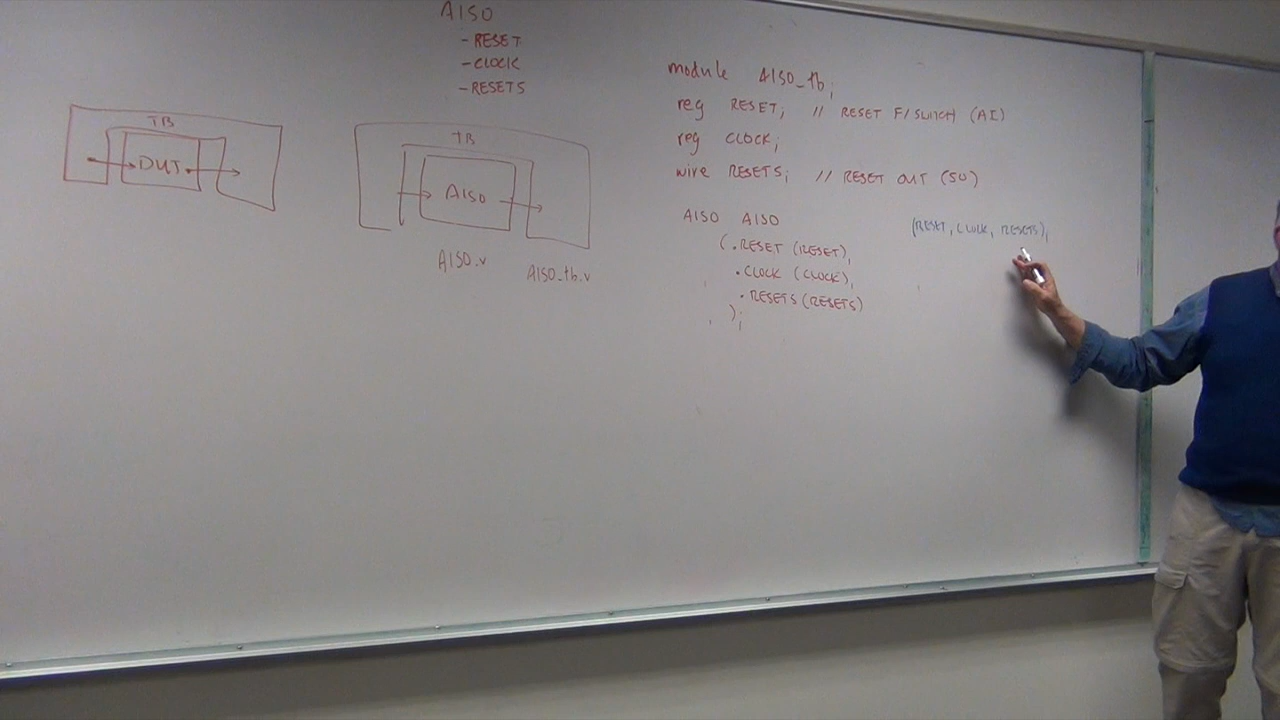 AISO
- RESET
- CLOCK
- RESETS
TB
DUT
TB
AISO
AISO.v
AISO_tb.v
module AISO_tb;
reg RESET; // RESET F/SWITCH (AI)
reg CLOCK;
wire RESETS; // RESET OUT (SO)
AISO AISO
(.RESET (RESET),
.CLOCK (CLOCK),
.RESETS (RESETS)
);
(RESET, CLOCK, RESETS);